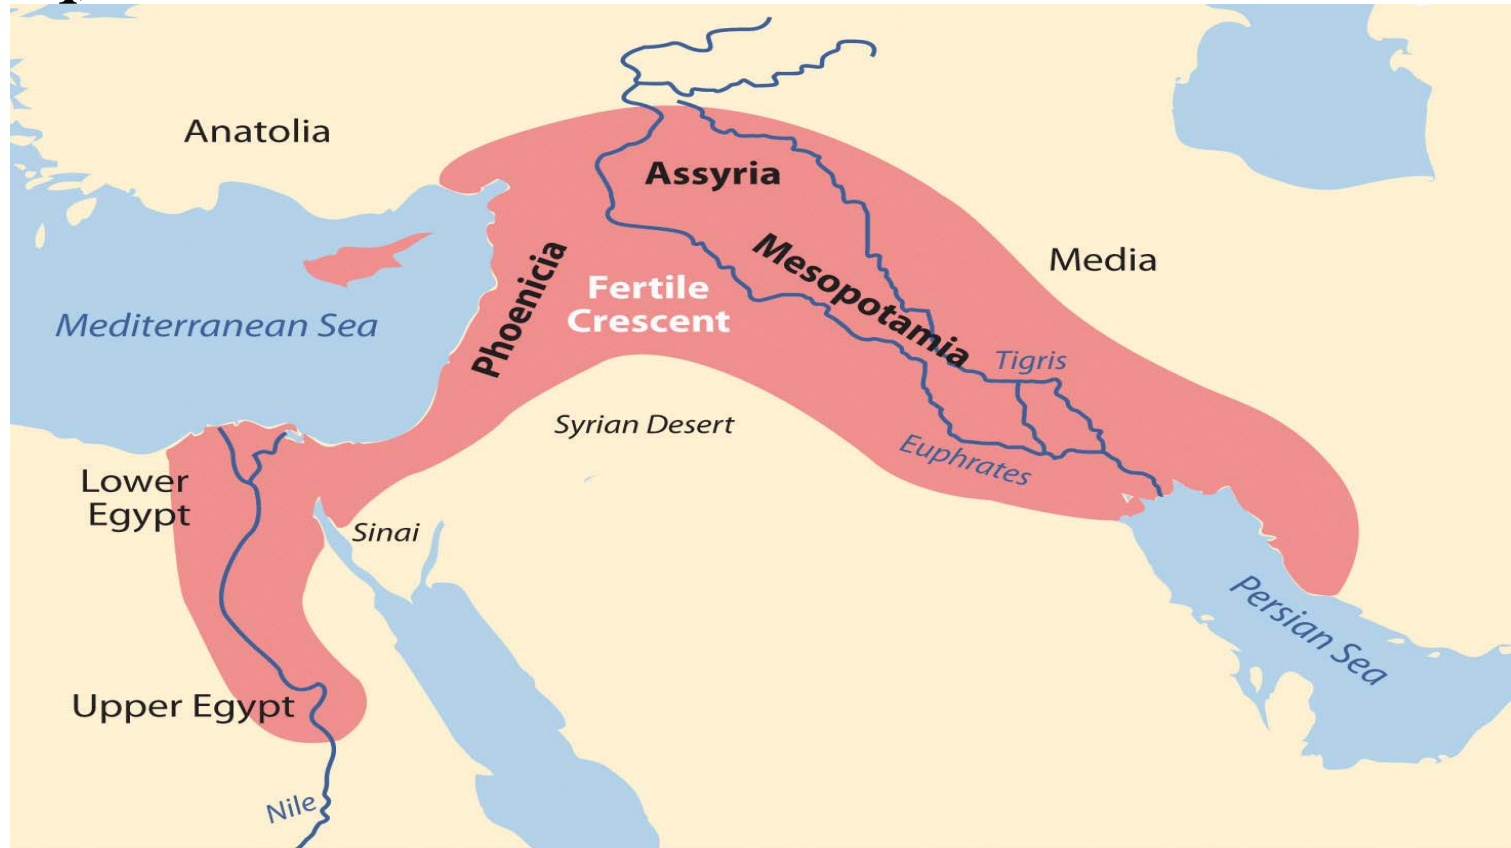 Anatolia
Assyria
Mesopotamia
Media
Phoenicia
Fertile
Crescent
Mediterranean Sea
Tigris
Syrian Desert
Euphrates
Lower
Egypt
Sinai
Persian Sea
Upper Egypt
Nile